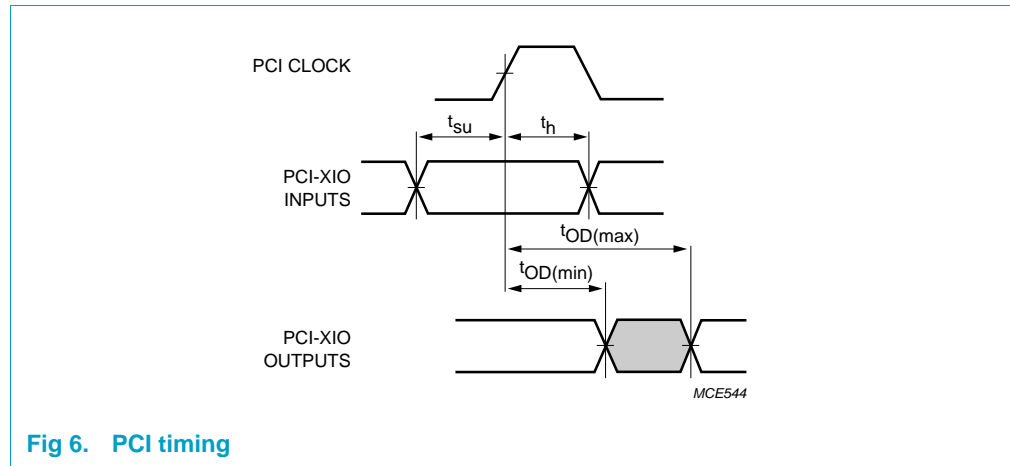 PCI CLOCK
tsu
th
PCI-XIO
INPUTS
tOD(max)
tOD(min)
PCI-XIO
OUTPUTS
MCE544
Fig 6. PCI timing